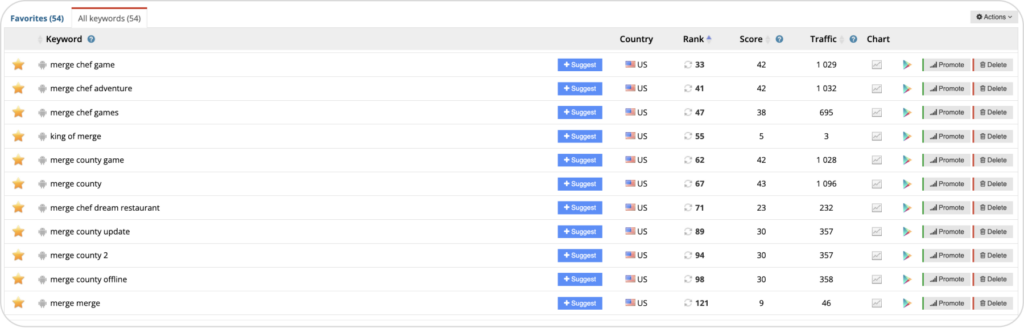 Favorites (54) All keywords (54) Actions
Keyword ? Country Rank Score ? Traffic ? Chart
merge chef game + Suggest US 33 42 1 029 Promote Delete
merge chef adventure + Suggest US 41 42 1 032 Promote Delete
merge chef games + Suggest US 47 38 695 Promote Delete
king of merge + Suggest US 55 5 3 Promote Delete
merge county game + Suggest US 62 42 1 028 Promote Delete
merge county + Suggest US 67 43 1 096 Promote Delete
merge chef dream restaurant + Suggest US 71 23 232 Promote Delete
merge county update + Suggest US 89 30 357 Promote Delete
merge county 2 + Suggest US 94 30 357 Promote Delete
merge county offline + Suggest US 98 30 358 Promote Delete
merge merge + Suggest US 121 9 46 Promote Delete